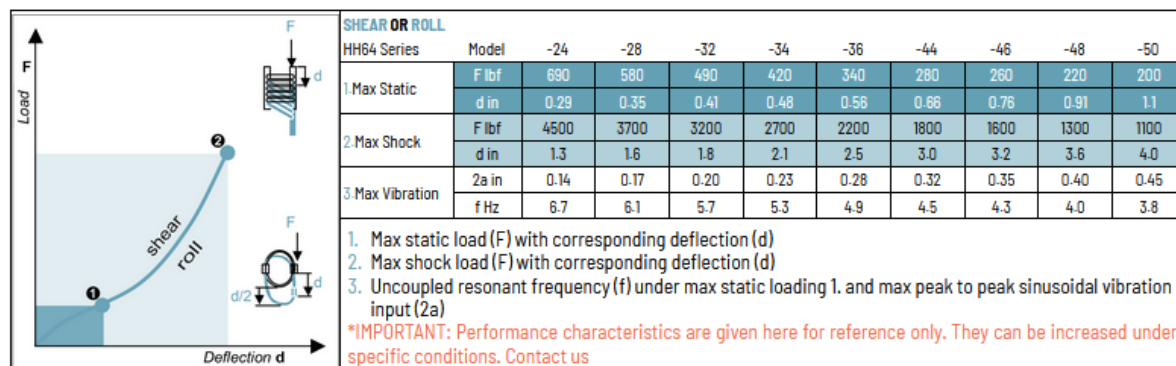 F
Load
F
d
2
shear
roll
F
1
d/2
d
Deflection d
SHEAR OR ROLL
HH64 Series Model -24 -28 -32 -34 -36 -44 -46 -48 -50
1.Max Static
F lbf 690 580 490 420 340 280 260 220 200
d in 0.29 0.35 0.41 0.48 0.56 0.66 0.76 0.91 1.1
2.Max Shock
F lbf 4500 3700 3200 2700 2200 1800 1600 1300 1100
d in 1.3 1.6 1.8 2.1 2.5 3.0 3.2 3.6 4.0
3.Max Vibration
2a in 0.14 0.17 0.20 0.23 0.28 0.32 0.35 0.40 0.45
f Hz 6.7 6.1 5.7 5.3 4.9 4.5 4.3 4.0 3.8
1. Max static load (F) with corresponding deflection (d)
2. Max shock load (F) with corresponding deflection (d)
3. Uncoupled resonant frequency (f) under max static loading 1. and max peak to peak sinusoidal vibration
input (2a)
*IMPORTANT: Performance characteristics are given here for reference only. They can be increased under
specific conditions. Contact us